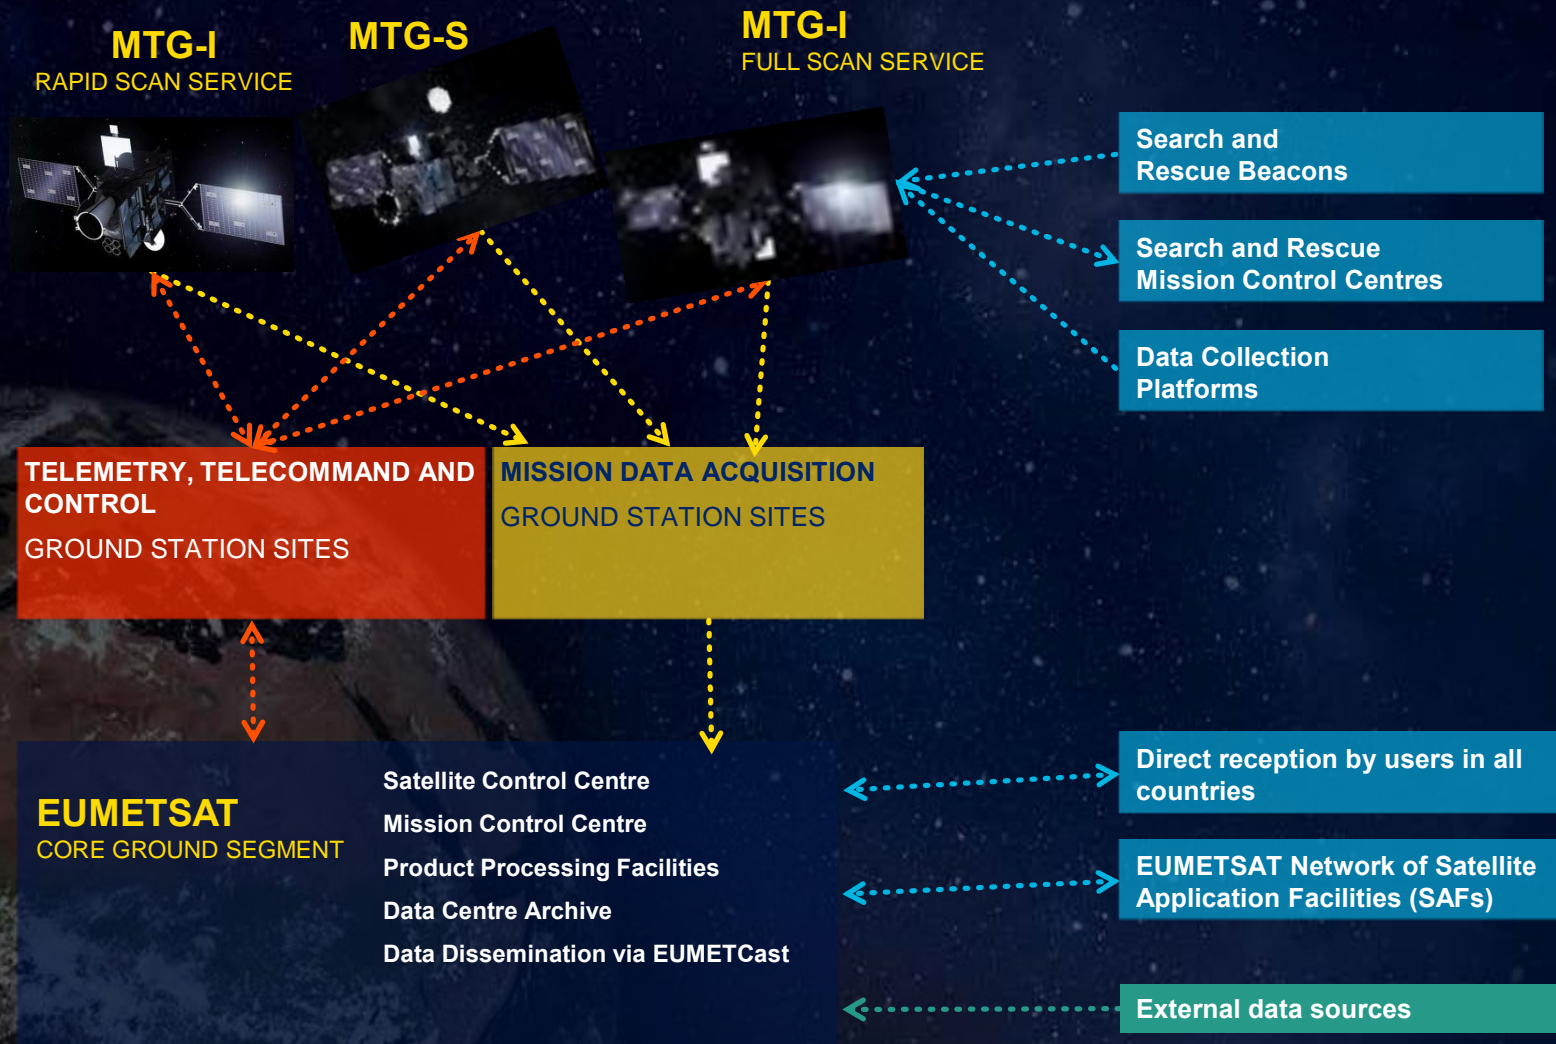 MTG-I
RAPID SCAN SERVICE
MTG-S
MTG-I
FULL SCAN SERVICE
Search and
Rescue Beacons
Search and Rescue
Mission Control Centres
Data Collection
Platforms
TELEMETRY, TELECOMMAND AND
CONTROL
GROUND STATION SITES
MISSION DATA ACQUISITION
GROUND STATION SITES
EUMETSAT
CORE GROUND SEGMENT
Satellite Control Centre
Mission Control Centre
Product Processing Facilities
Data Centre Archive
Data Dissemination via EUMETCast
Direct reception by users in all
countries
EUMETSAT Network of Satellite
Application Facilities (SAFs)
External data sources